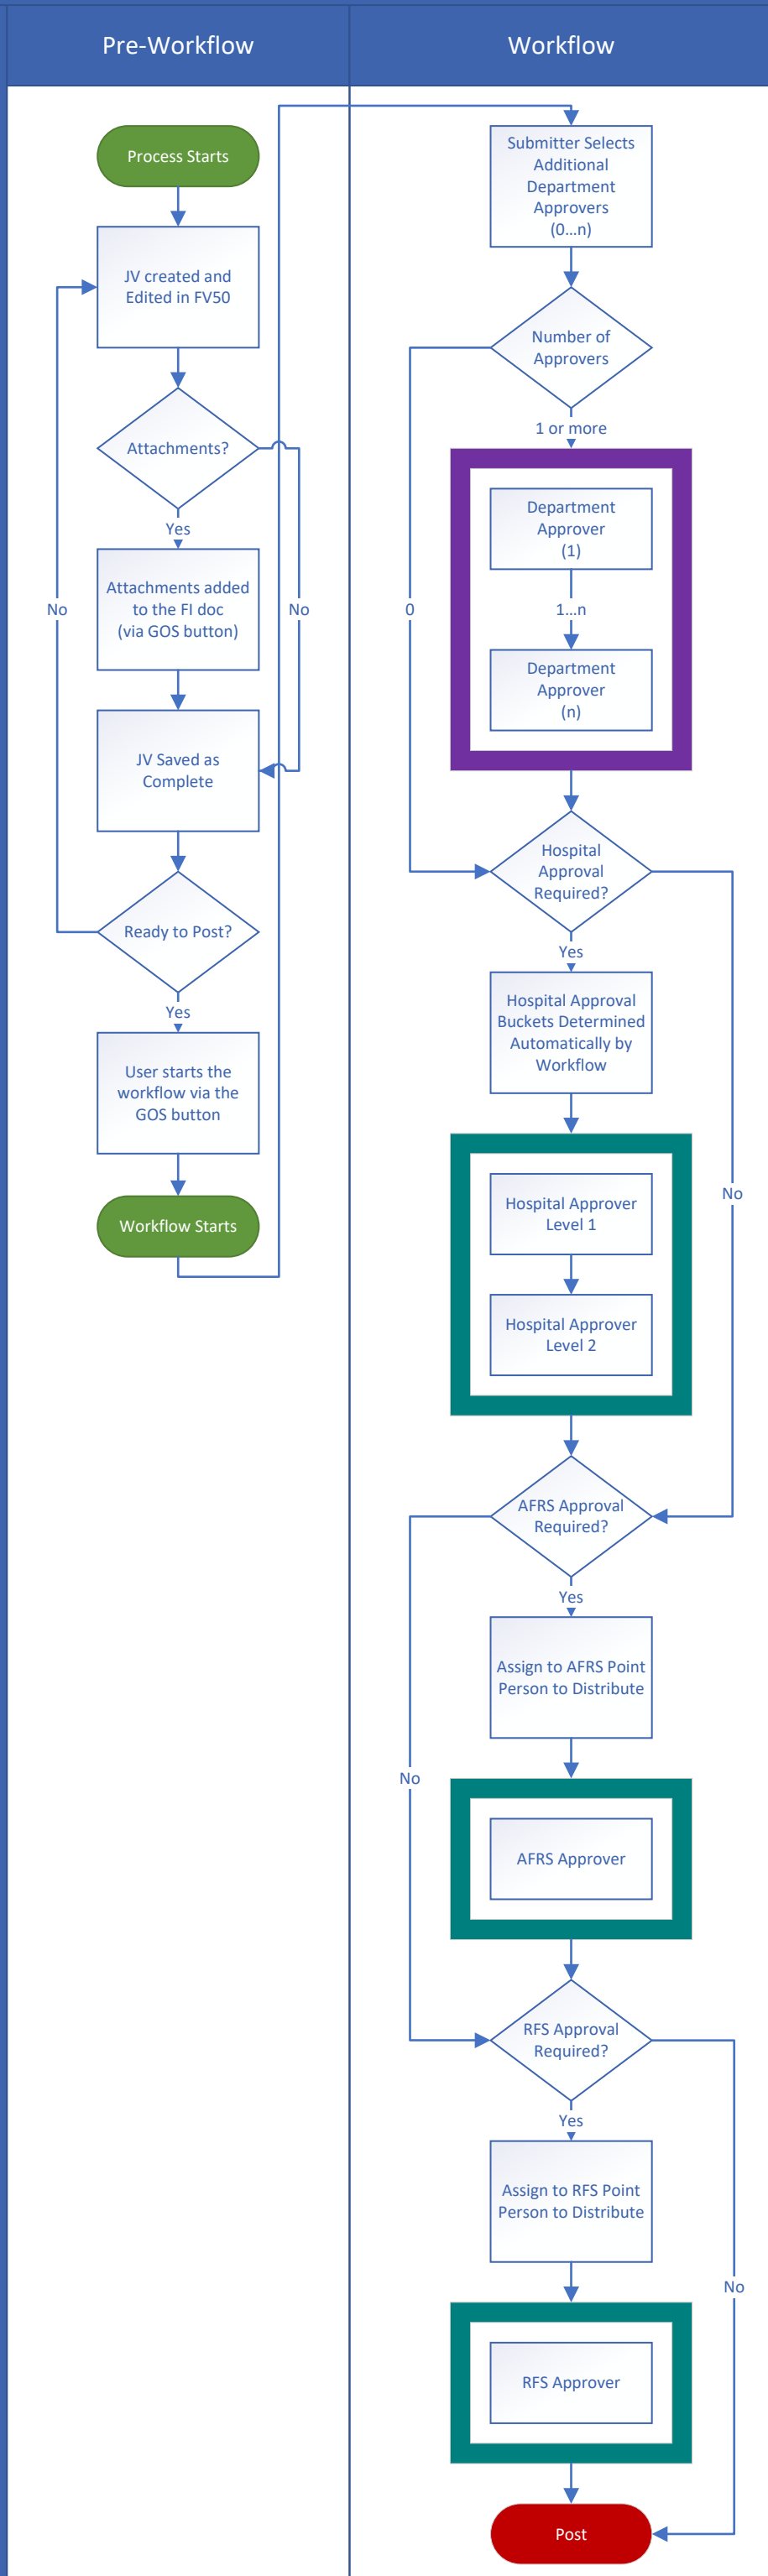 Pre-Workflow
Process Starts
JV created and
Edited in FV50
Attachments?
Yes
Attachments added
to the FI doc
(via GOS button)
No
No
JV Saved as
Complete
Ready to Post?
Yes
User starts the
workflow via the
GOS button
Workflow Starts
Workflow
Submitter Selects
Additional
Department
Approvers
(0...n)
Number of
Approvers
1 or more
Department
Approver
(1)
0
1...n
Department
Approver
(n)
Hospital
Approval
Required?
Yes
Hospital Approval
Buckets Determined
Automatically by
Workflow
No
Hospital Approver
Level 1
Hospital Approver
Level 2
AFRS Approval
Required?
Yes
Assign to AFRS Point
Person to Distribute
No
AFRS Approver
RFS Approval
Required?
Yes
Assign to RFS Point
Person to Distribute
No
RFS Approver
Post